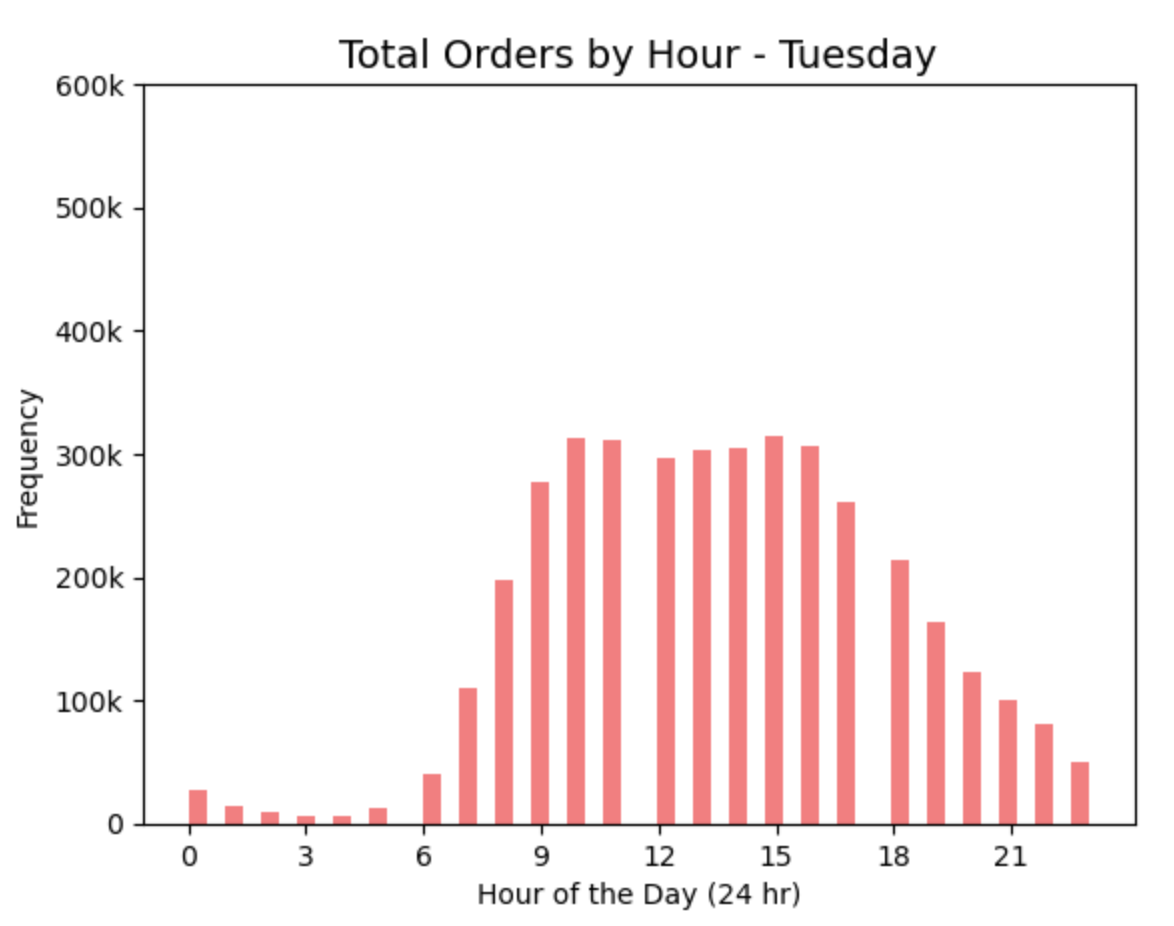 Total Orders by Hour - Tuesday
600k
500k
400k
300k
200k
100k
0
Frequency
0 3 6 9 12 15 18 21
Hour of the Day (24 hr)